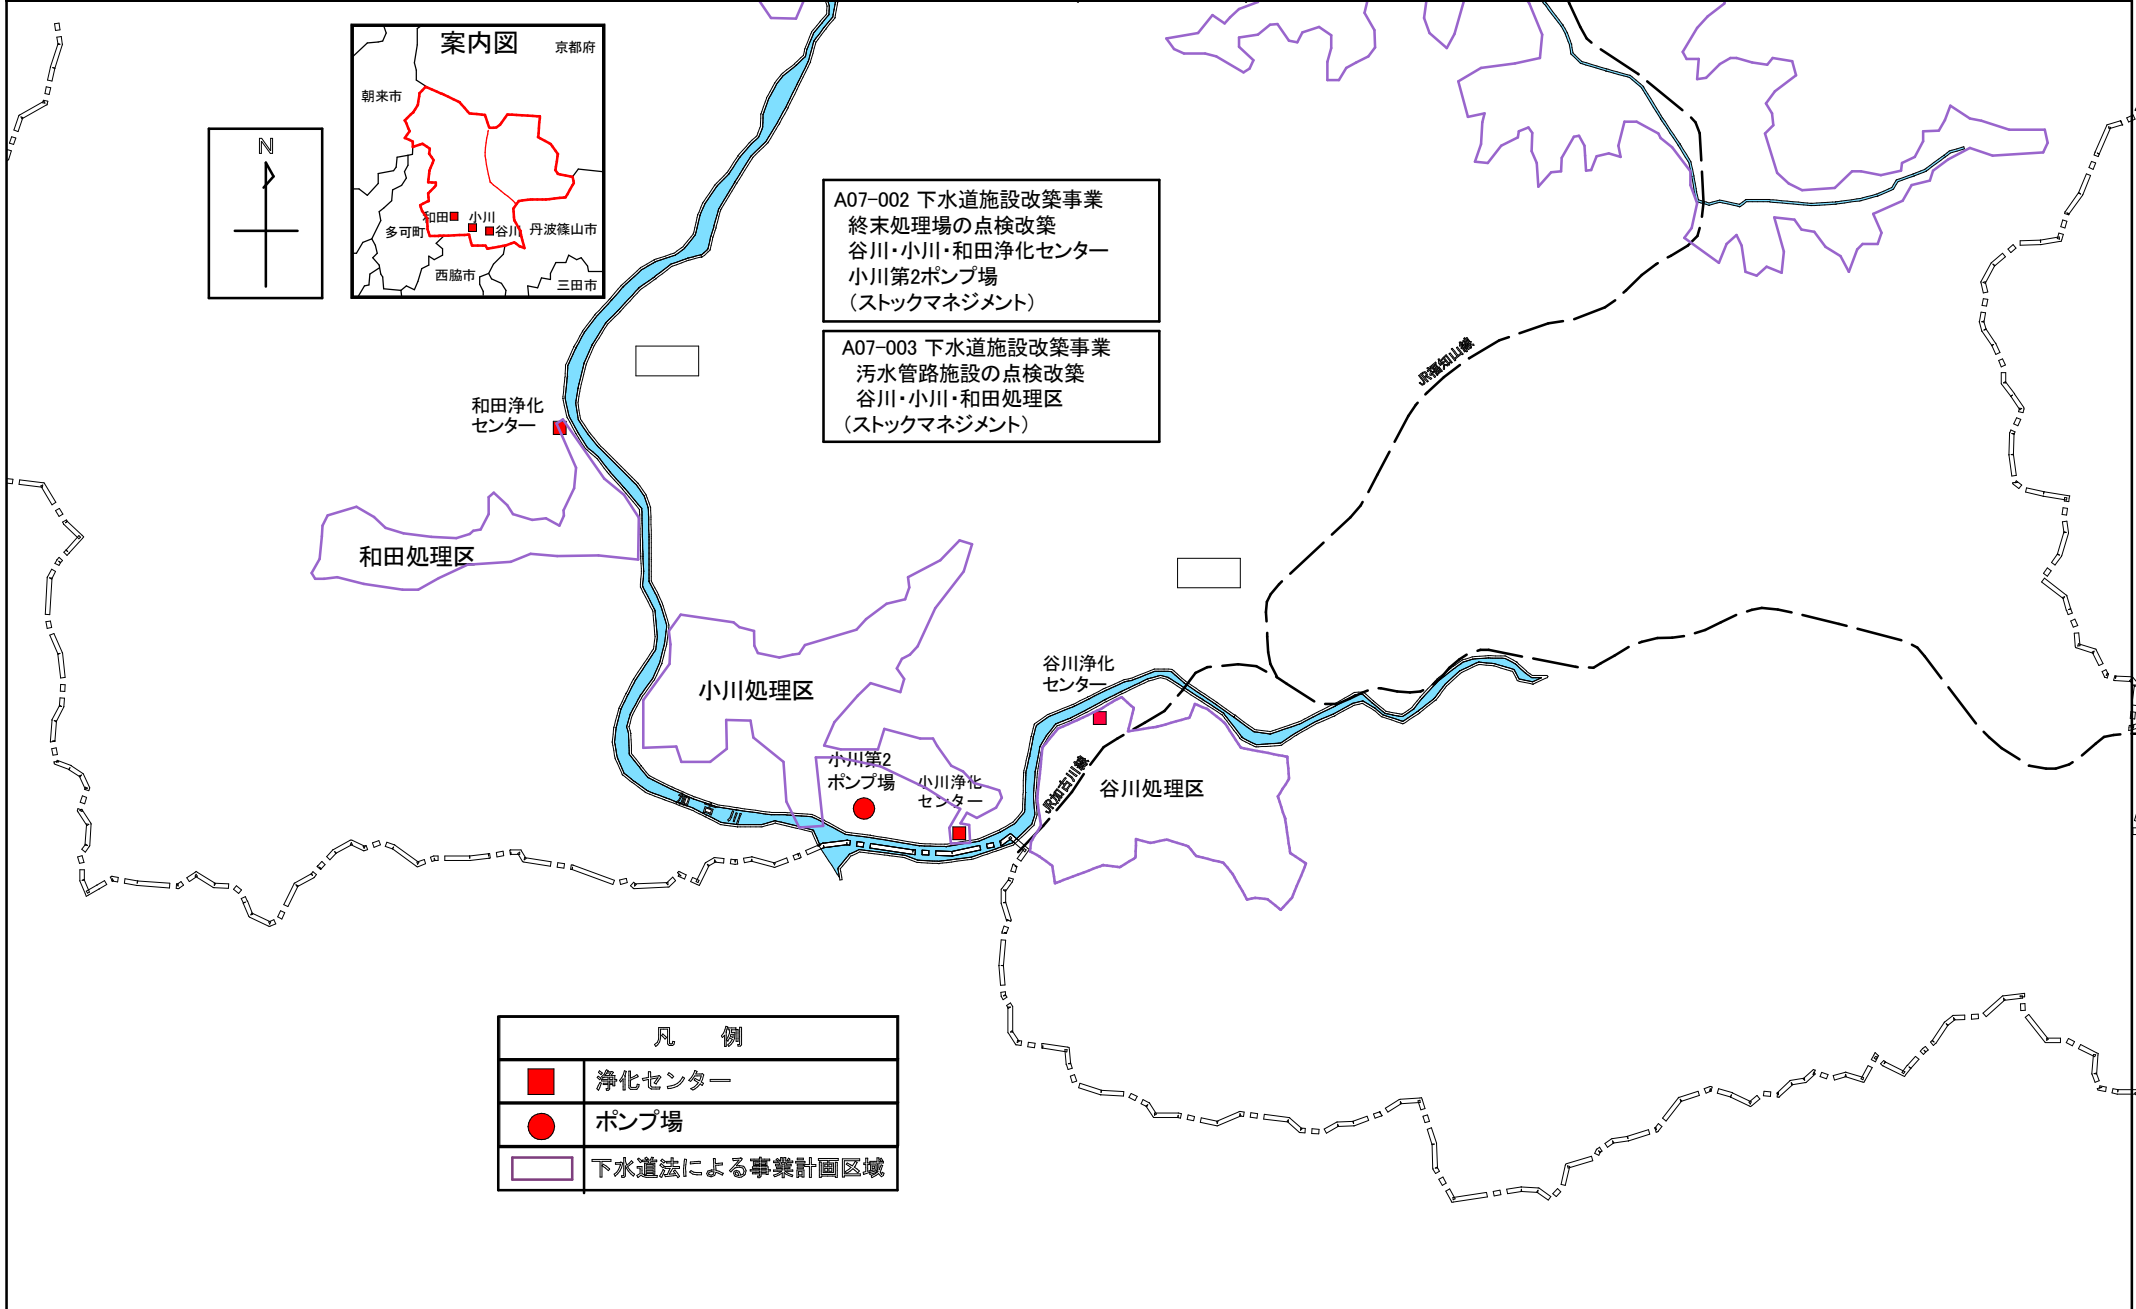 案内図
京都府
朝来市
和田
小川
谷川
多可町
丹波篠山市
西脇市
三田市
N
A07-002 下水道施設改築事業
終末処理場の点検改築
谷川・小川・和田浄化センター
小川第2ポンプ場
（ストックマネジメント）
A07-003 下水道施設改築事業
汚水管路施設の点検改築
谷川・小川・和田処理区
（ストックマネジメント）
JR福知山線
和田浄化
センター
和田処理区
小川処理区
谷川浄化
センター
小川第2
ポンプ場
小川浄化
センター
JR加古川線
谷川処理区
加古川
凡 例
浄化センター
ポンプ場
下水道法による事業計画区域